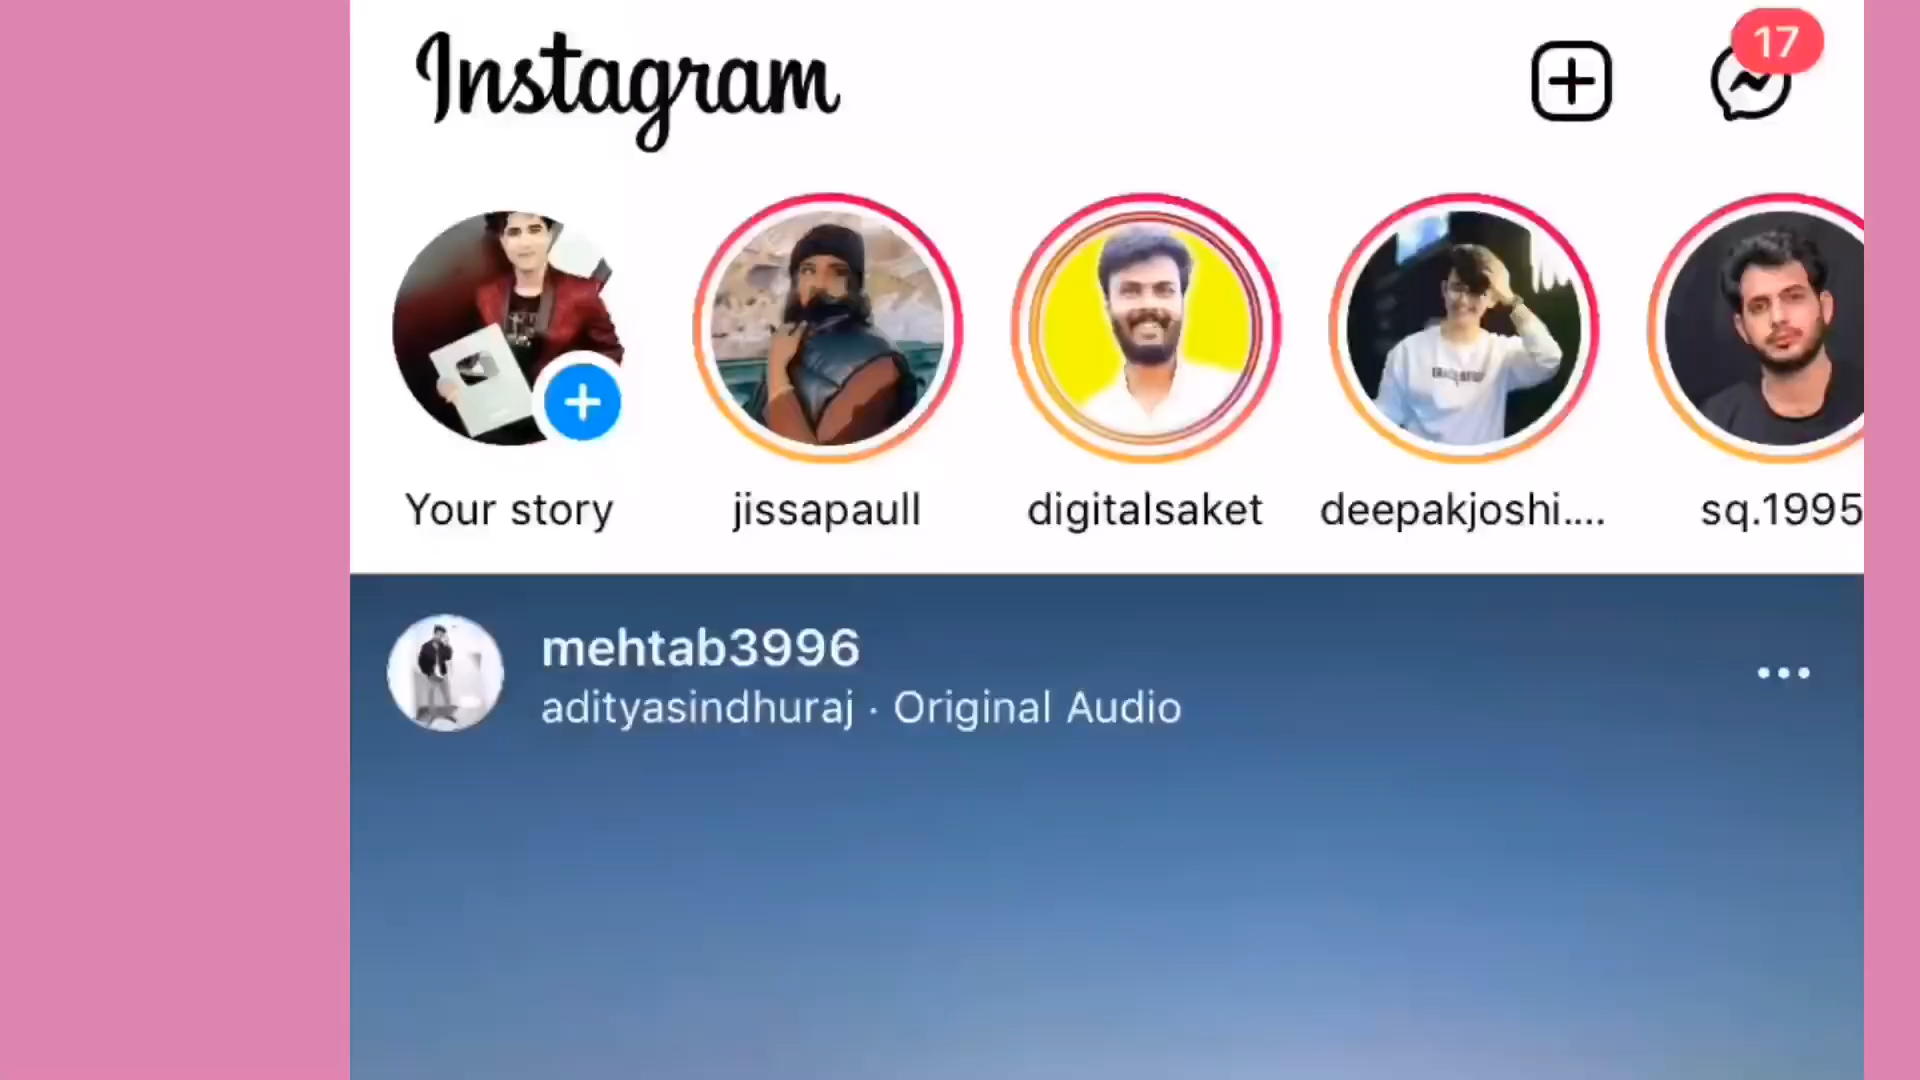 Instagram
17
Your story
jissapaull
digitalsaket
deepakjoshi....
sq.1995
mehtab3996
adityasindhuraj · Original Audio